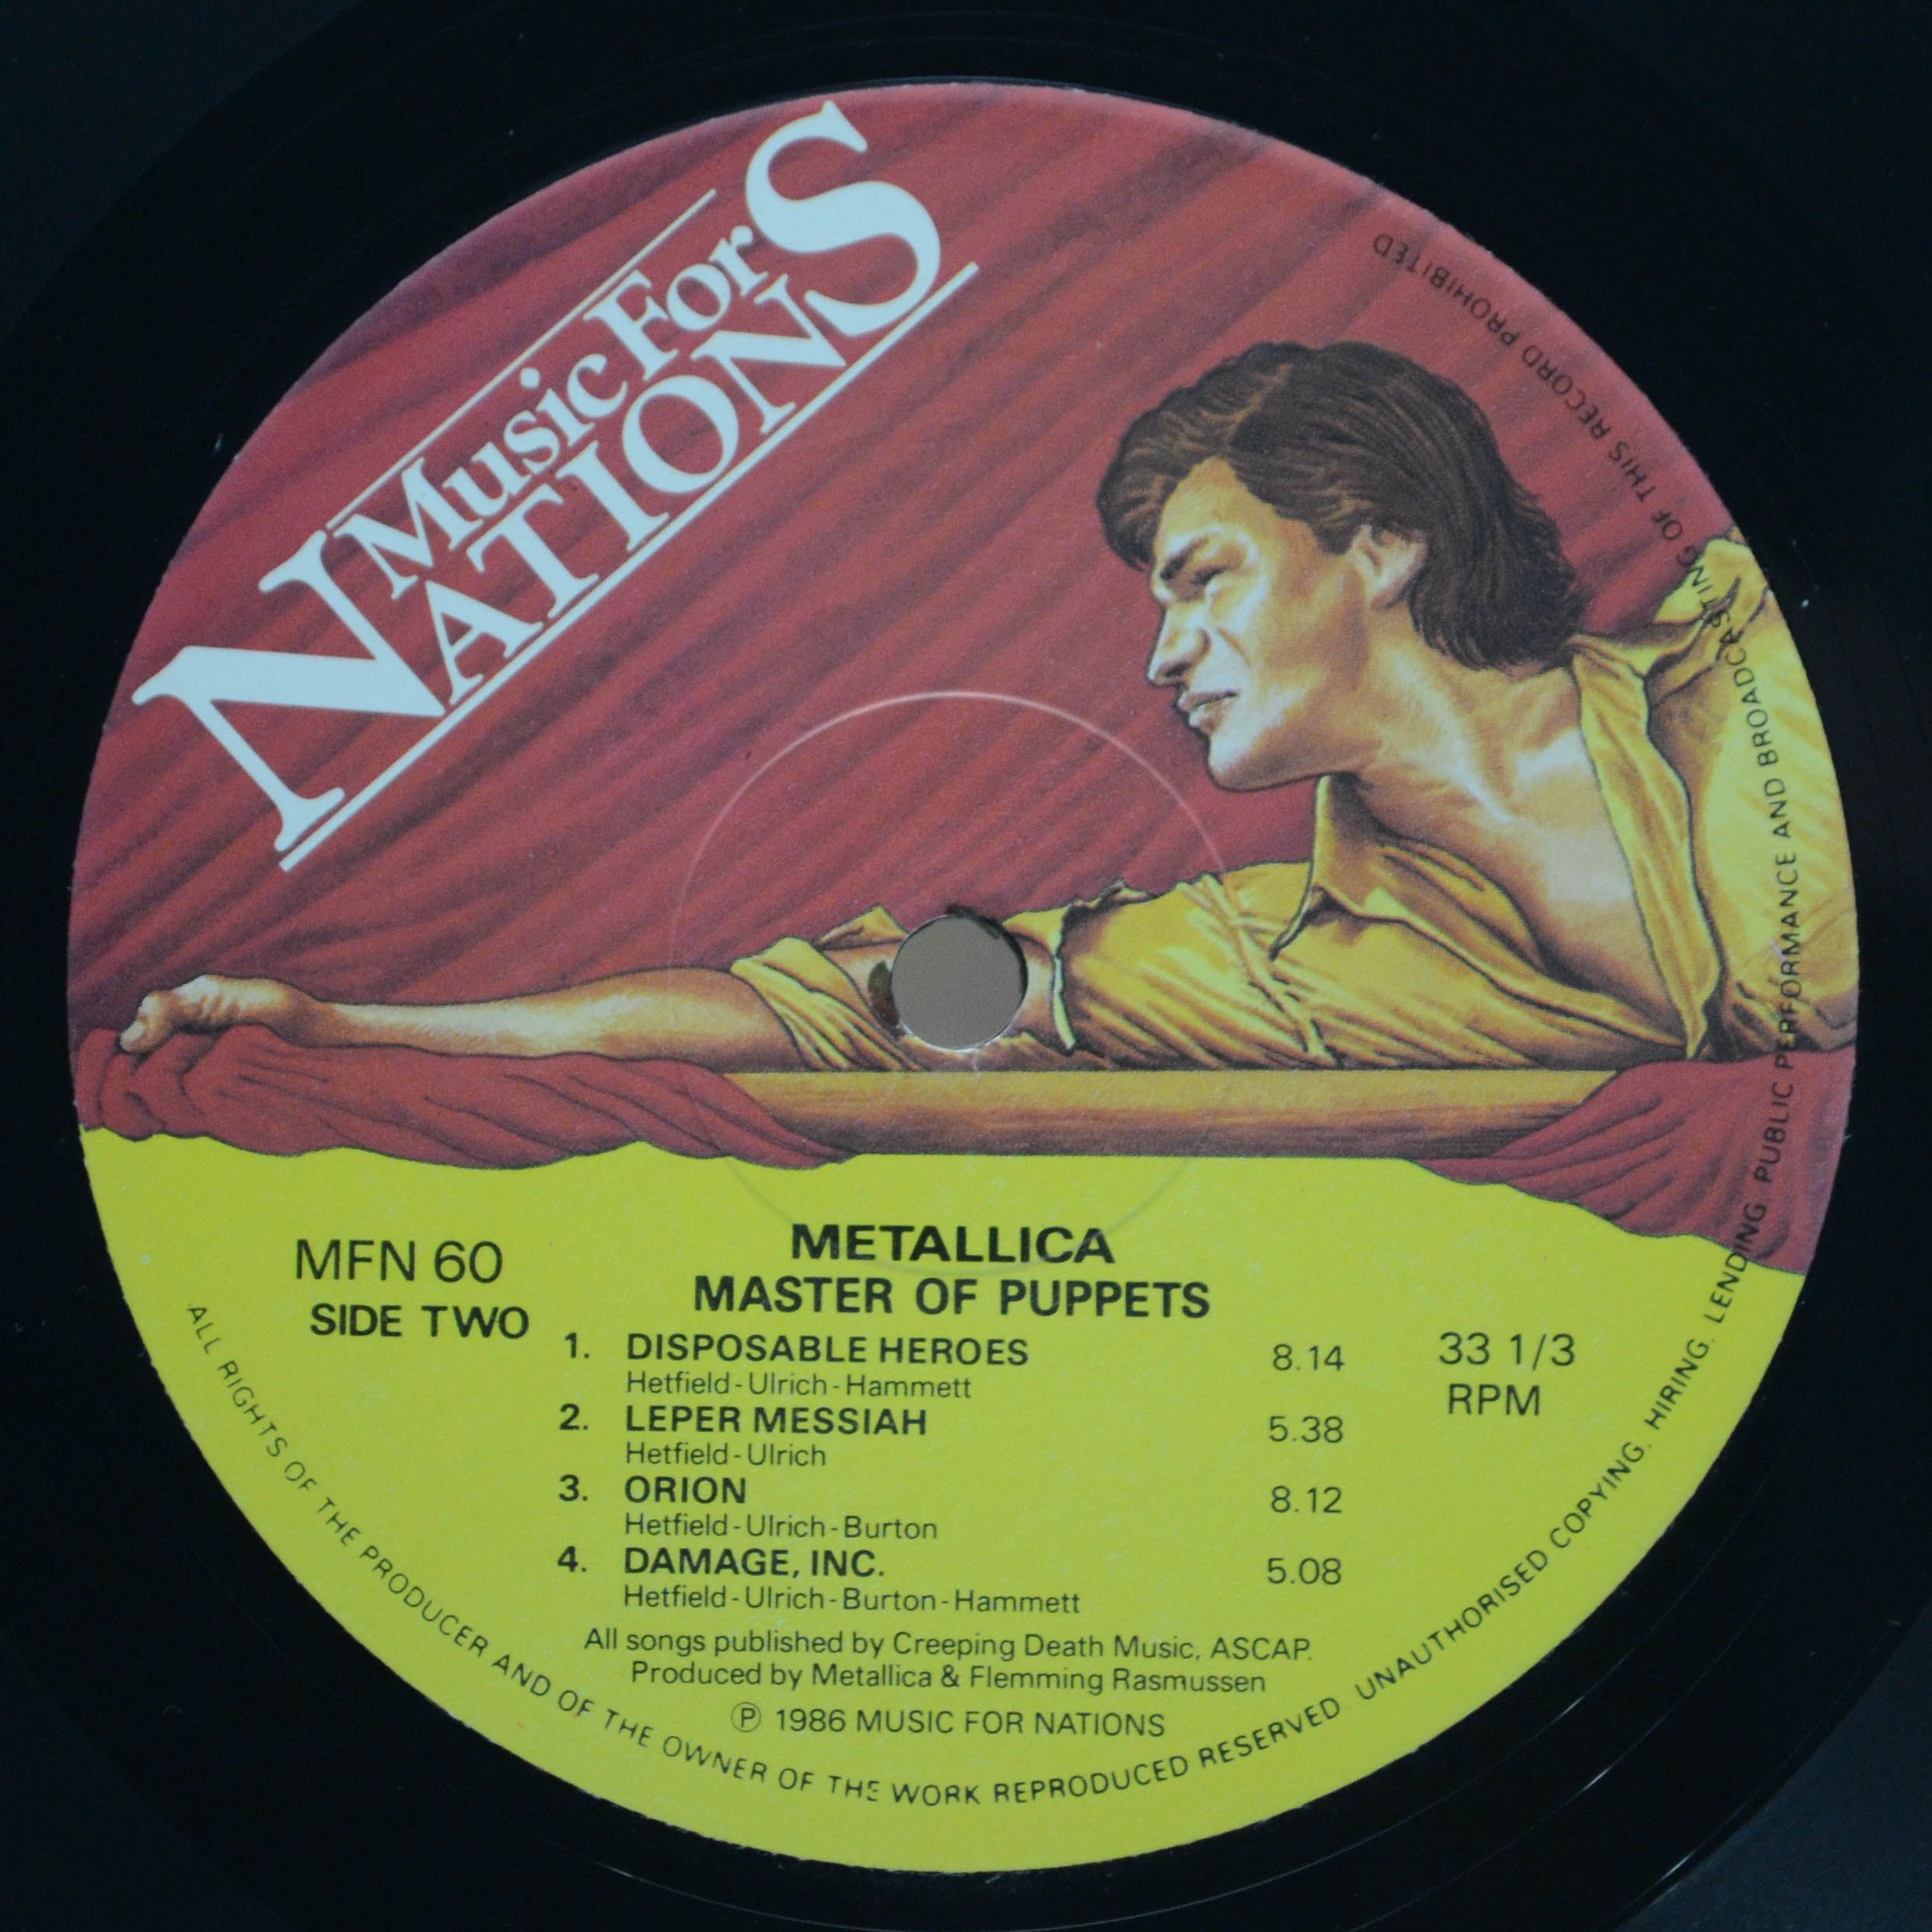 Music For
NATIONS
MFN 60
SIDE TWO
METALLICA
MASTER OF PUPPETS
33 1/3
RPM
1. DISPOSABLE HEROES 8.14
Hetfield-Ulrich-Hammett
2. LEPER MESSIAH 5.38
Hetfield-Ulrich
3. ORION 8.12
Hetfield-Ulrich-Burton
4. DAMAGE, INC. 5.08
Hetfield-Ulrich-Burton-Hammett
All songs published by Creeping Death Music, ASCAP.
Produced by Metallica & Flemming Rasmussen
Ⓟ 1986 MUSIC FOR NATIONS
ALL RIGHTS OF THE PRODUCER AND OF THE OWNER OF THE WORK REPRODUCED RESERVED. UNAUTHORISED COPYING, HIRING, LENDING, PUBLIC PERFORMANCE AND BROADCASTING OF THIS RECORD PROHIBITED